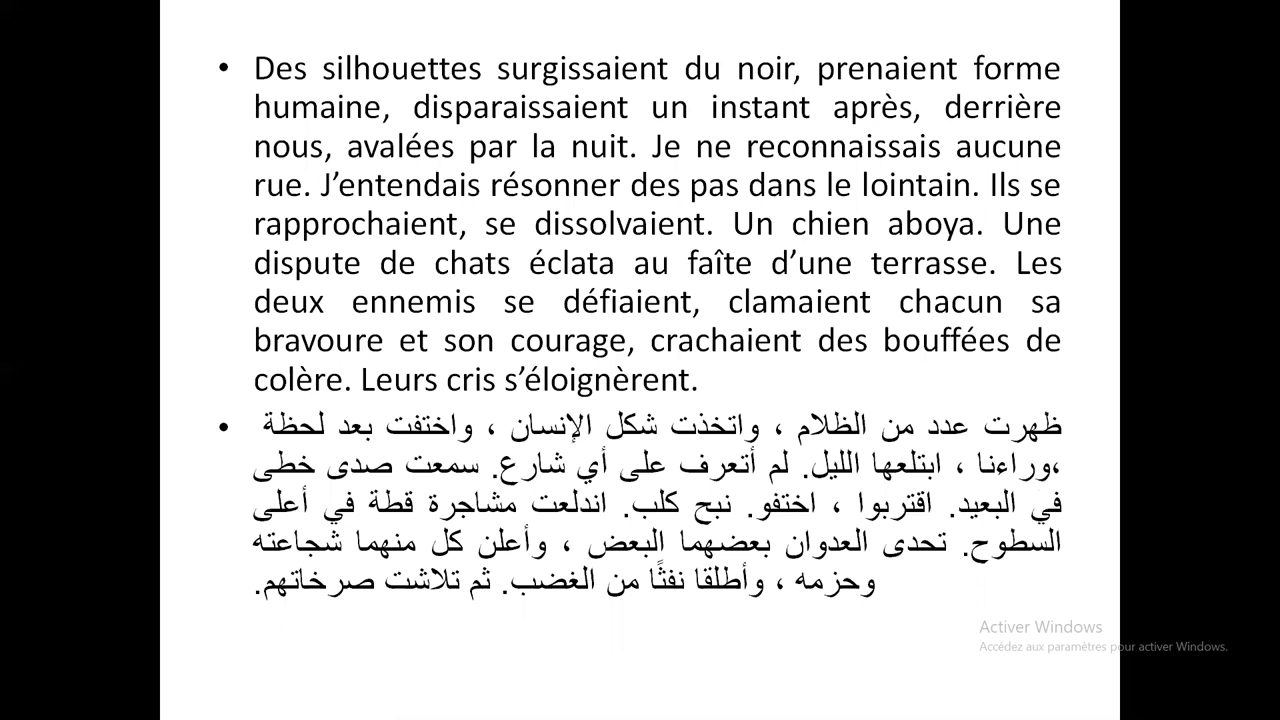 • Des silhouettes surgissaient du noir, prenaient forme
humaine, disparaissaient un instant après, derrière
nous, avalées par la nuit. Je ne reconnaissais aucune
rue. J’entendais résonner des pas dans le lointain. Ils se
rapprochaient, se dissolvaient. Un chien aboya. Une
dispute de chats éclata au faîte d’une terrasse. Les
deux ennemis se défiaient, clamaient chacun sa
bravoure et son courage, crachaient des bouffées de
colère. Leurs cris s’éloignèrent.
• ظهرت عدد من الظلام ، واتخذت شكل الإنسان ، واختفت بعد لحظة
،وراءنا ، ابتلعها الليل. لم أتعرف على أي شارع. سمعت صدى خطى
في البعيد. اقتربوا ، اختفو. نبح كلب. اندلعت مشاجرة قطة في أعلى
السطوح. تحدى العدوان بعضهما البعض ، وأعلن كل منهما شجاعته
وحزمه ، وأطلقا نفثًا من الغضب. ثم تلاشت صرخاتهم.
Activer Windows
Accédez aux paramètres pour activer Windows.